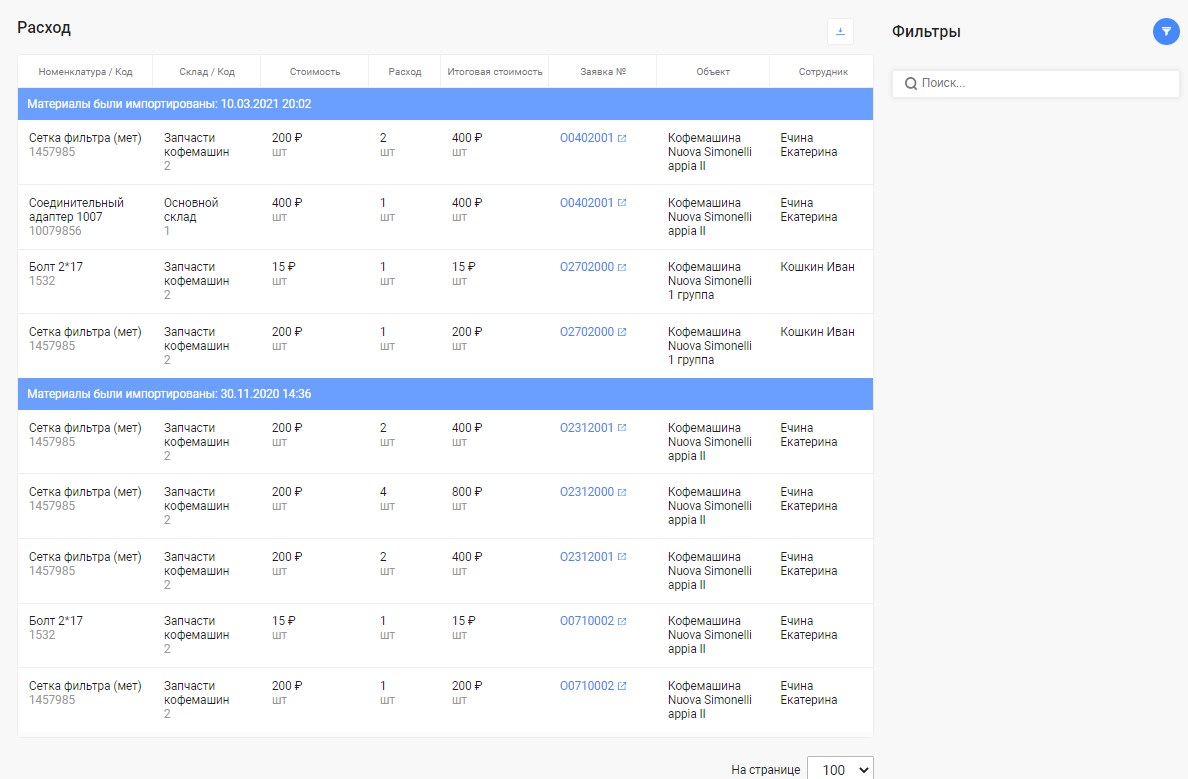 Расход
Фильтры
Поиск...
Номенклатура / Код Склад / Код Стоимость Расход Итоговая стоимость Заявка № Объект Сотрудник
Материалы были импортированы: 10.03.2021 20:02
Сетка фильтра (мет) Запчасти 200 ₽ 2 400 ₽ O0402001 Кофемашина Ечина
1457985 кофемашин шт шт шт Nuova Simonelli Екатерина
2 appia II
Соединительный Основной 400 ₽ 1 400 ₽ O0402001 Кофемашина Ечина
адаптер 1007 склад шт шт шт Nuova Simonelli Екатерина
10079856 1 appia II
Болт 2*17 Запчасти 15 ₽ 1 15 ₽ O2702000 Кофемашина Кошкин Иван
1532 кофемашин шт шт шт Nuova Simonelli
2 1 группа
Сетка фильтра (мет) Запчасти 200 ₽ 1 200 ₽ O2702000 Кофемашина Кошкин Иван
1457985 кофемашин шт шт шт Nuova Simonelli
2 1 группа
Материалы были импортированы: 30.11.2020 14:36
Сетка фильтра (мет) Запчасти 200 ₽ 2 400 ₽ O2312001 Кофемашина Ечина
1457985 кофемашин шт шт шт Nuova Simonelli Екатерина
2 appia II
Сетка фильтра (мет) Запчасти 200 ₽ 4 800 ₽ O2312000 Кофемашина Ечина
1457985 кофемашин шт шт шт Nuova Simonelli Екатерина
2 appia II
Сетка фильтра (мет) Запчасти 200 ₽ 2 400 ₽ O2312001 Кофемашина Ечина
1457985 кофемашин шт шт шт Nuova Simonelli Екатерина
2 appia II
Болт 2*17 Запчасти 15 ₽ 1 15 ₽ O0710002 Кофемашина Ечина
1532 кофемашин шт шт шт Nuova Simonelli Екатерина
2 appia II
Сетка фильтра (мет) Запчасти 200 ₽ 1 200 ₽ O0710002 Кофемашина Ечина
1457985 кофемашин шт шт шт Nuova Simonelli Екатерина
2 appia II
На странице 100